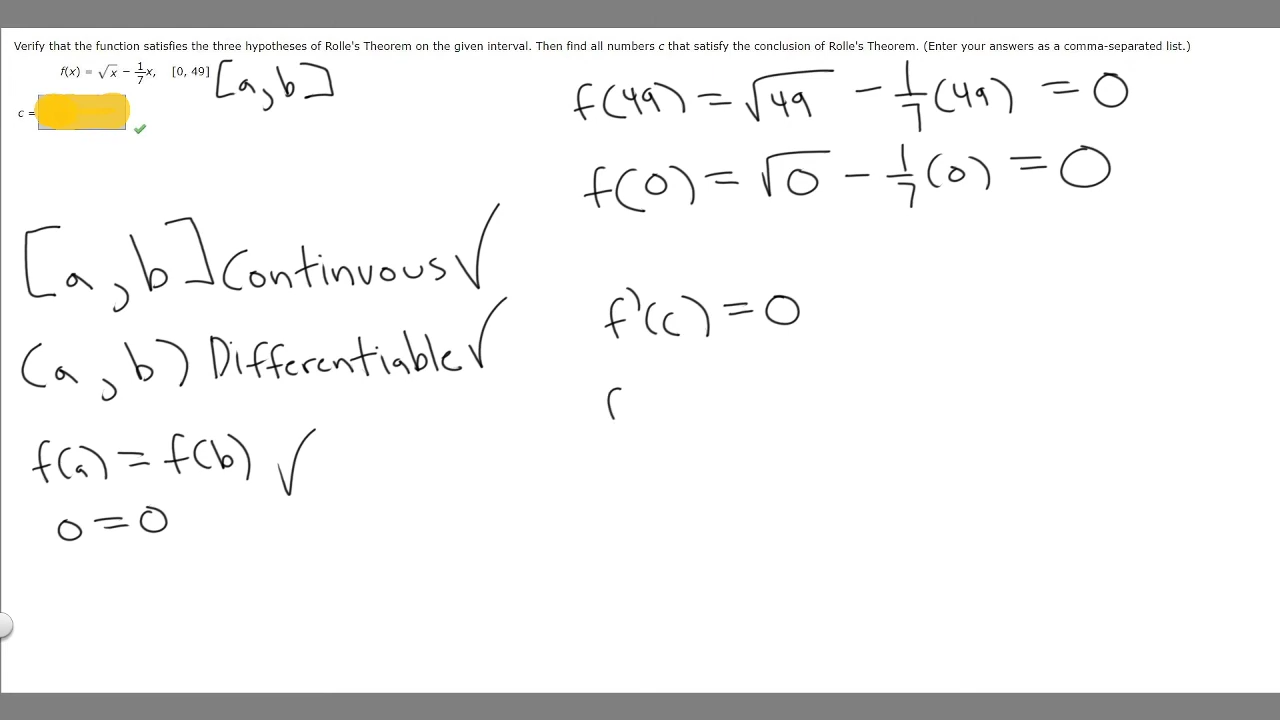 Verify that the function satisfies the three hypotheses of Rolle's Theorem on the given interval. Then find all numbers c that satisfy the conclusion of Rolle's Theorem. (Enter your answers as a comma-separated list.)
f(x) = √x − 1/7 x, [0, 49] [a, b]
c =
f(49) = √49 − 1/7 (49) = 0
f(0) = √0 − 1/7 (0) = 0
[a, b] Continuous ✓
(a, b) Differentiable ✓
f(a) = f(b) ✓
0 = 0
f'(c) = 0